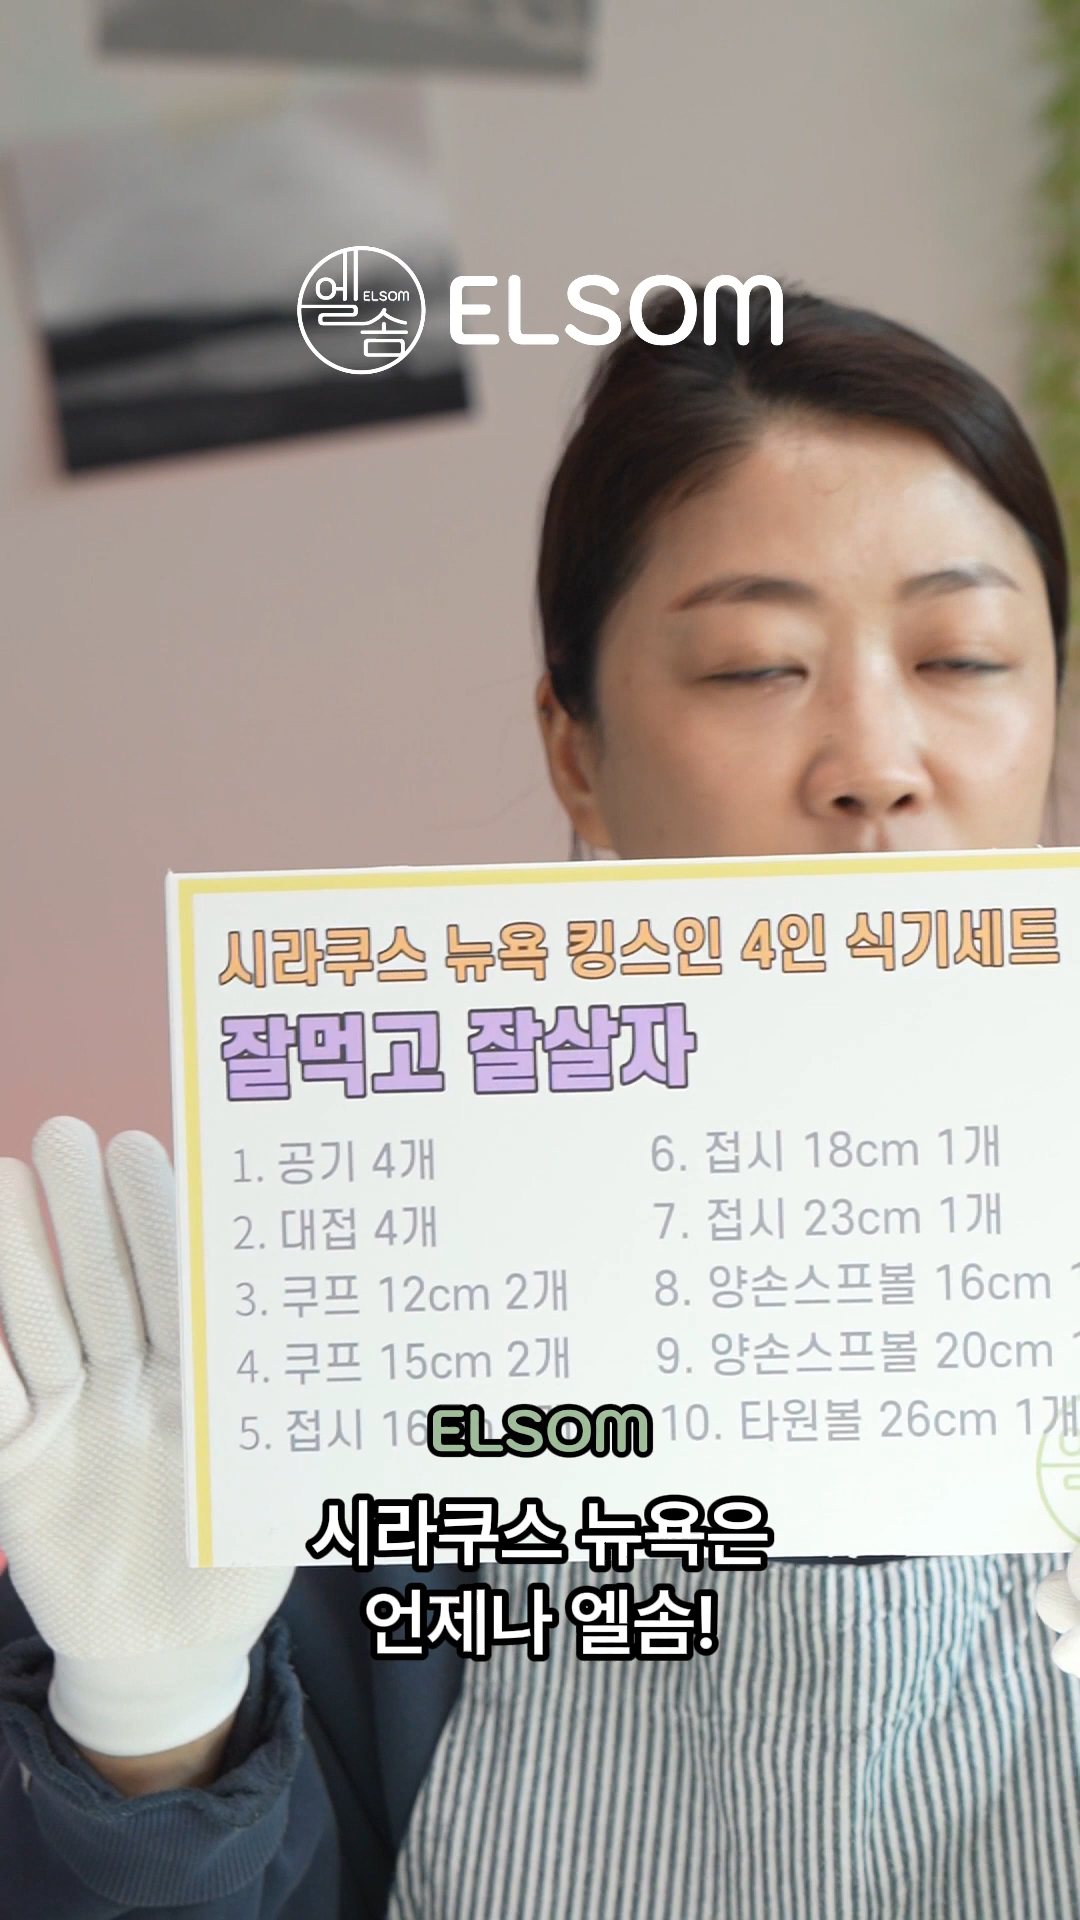 엘솜
ELSOM
ELSOM
시라쿠스 뉴욕 킹스인 4인 식기세트
잘먹고 잘살자
1. 공기 4개
2. 대접 4개
3. 쿠프 12cm 2개
4. 쿠프 15cm 2개
5. 접시
6. 접시 18cm 1개
7. 접시 23cm 1개
8. 양손스프볼 16cm
9. 양손스프볼 20cm
10. 타원볼 26cm 1개
ELSOM
시라쿠스 뉴욕은
언제나 엘솜!